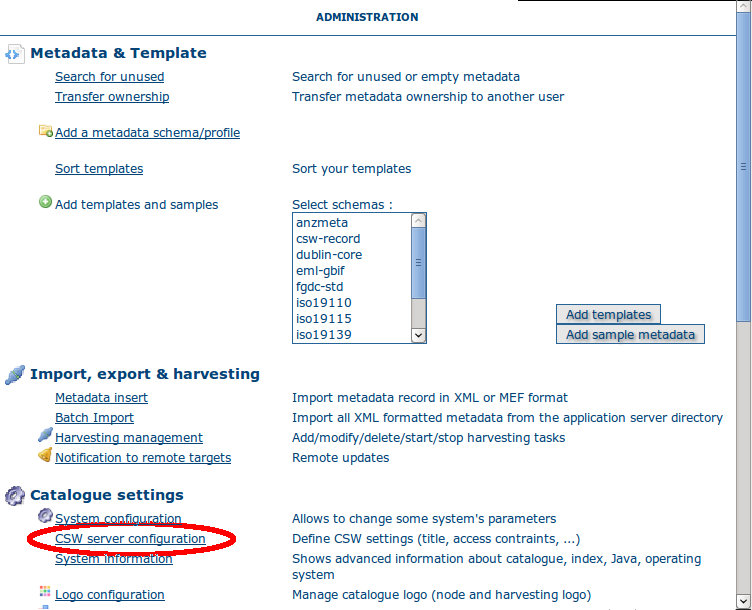 ADMINISTRATION
Metadata & Template
Search for unused Search for unused or empty metadata
Transfer ownership Transfer metadata ownership to another user
Add a metadata schema/profile
Sort templates Sort your templates
Add templates and samples Select schemas :
anzmeta
csw-record
dublin-core
eml-gbif
fgdc-std
iso19110
iso19115
iso19139
Add templates
Add sample metadata
Import, export & harvesting
Metadata insert Import metadata record in XML or MEF format
Batch Import Import all XML formatted metadata from the application server directory
Harvesting management Add/modify/delete/start/stop harvesting tasks
Notification to remote targets Remote updates
Catalogue settings
System configuration Allows to change some system's parameters
CSW server configuration Define CSW settings (title, access contraints, ...)
System information Shows advanced information about catalogue, index, Java, operating
system
Logo configuration Manage catalogue logo (node and harvesting logo)